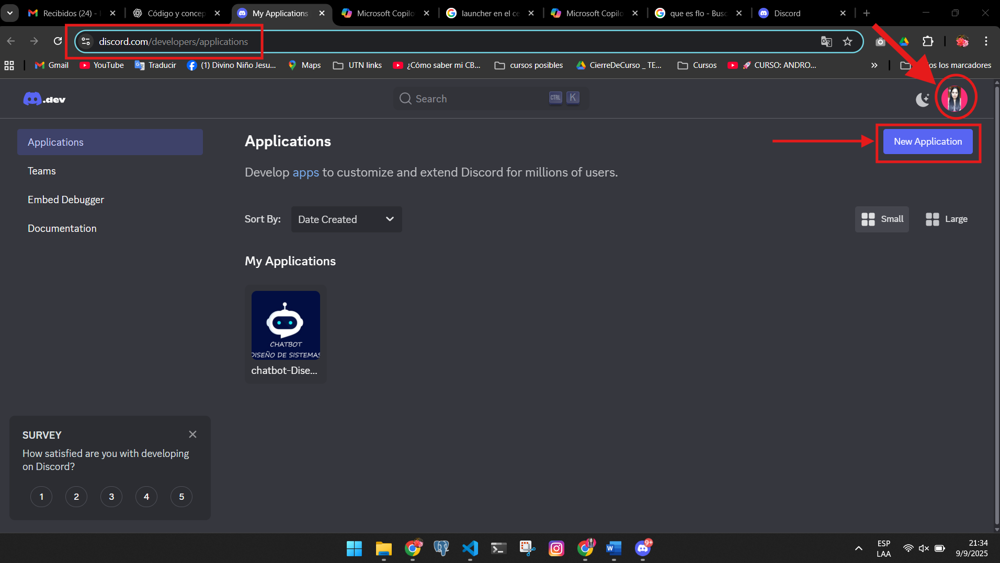 Recibidos (24) -
Código y concep
My Applications
Microsoft Copilo
launcher en el ce
Microsoft Copilo
que es flo - Busc
Discord
discord.com/developers/applications
Gmail
YouTube
Traducir
(1) Divino Niño Jesu...
Maps
UTN links
¿Cómo saber mi CB...
cursos posibles
CierreDeCurso _ TE...
Cursos
🚀 CURSO: ANDRO...
»
os los marcadores
.dev
Search
CTRL K
Applications
Teams
Embed Debugger
Documentation
Applications
New Application
Develop apps to customize and extend Discord for millions of users.
Sort By:
Date Created
Small
Large
My Applications
CHATBOT
DISEÑO DE SISTEMAS
chatbot-Dise...
SURVEY
How satisfied are you with developing
on Discord?
1 2 3 4 5
9+
ESP
LAA
21:34
9/9/2025